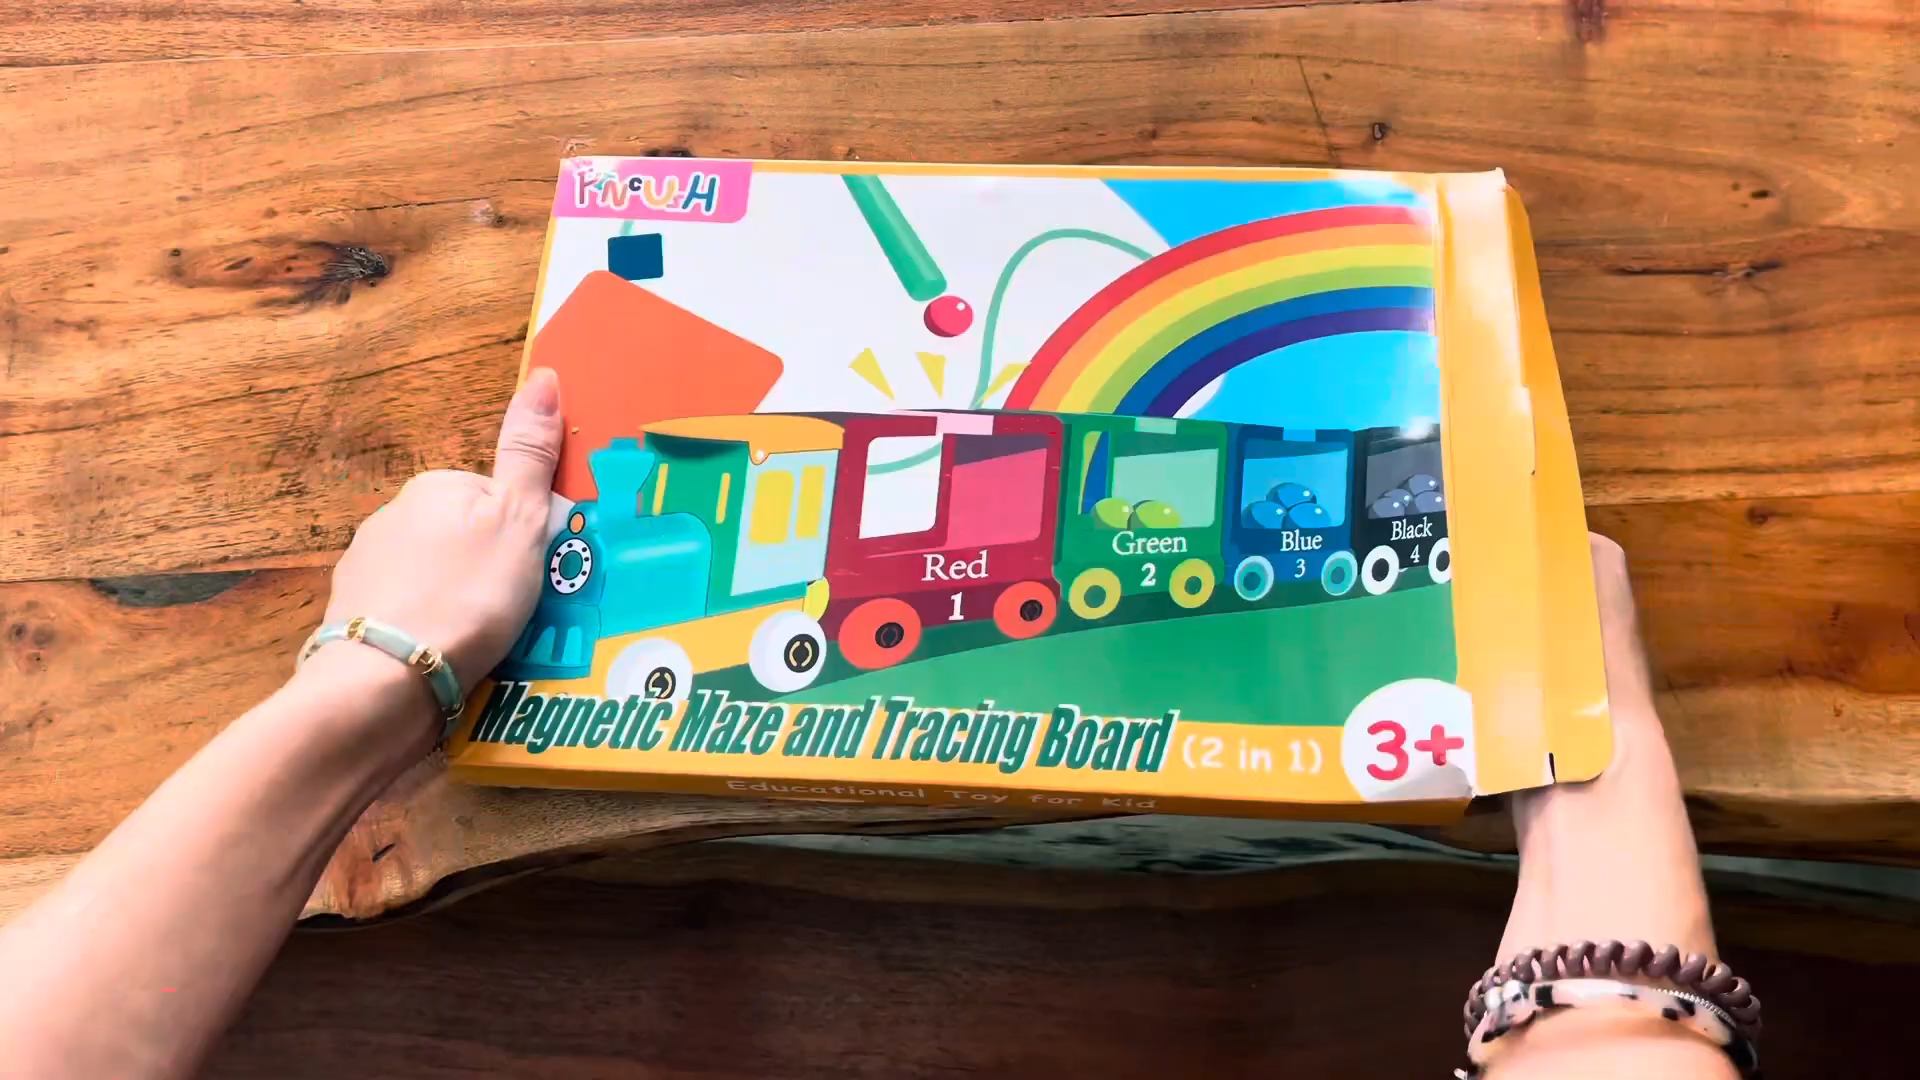 Red
1
Green
2
Blue
3
Black
4
Magnetic Maze and Tracing Board (2 in 1)
3+
Educational Toy for Kid